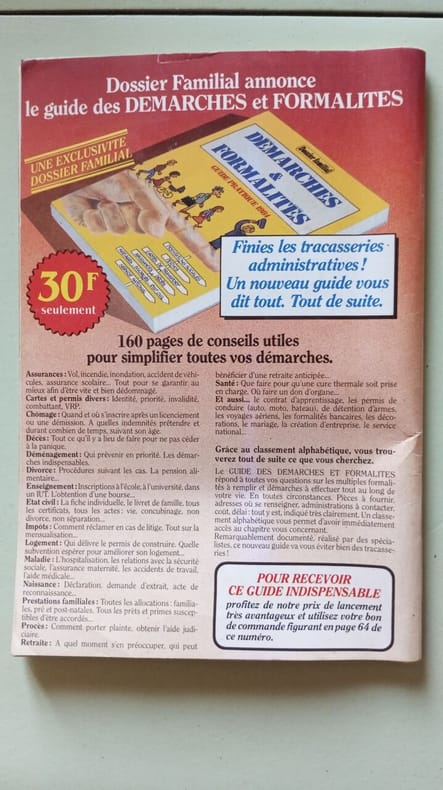 Dossier Familial annonce
le guide des DEMARCHES et FORMALITES
UNE EXCLUSIVITE
DOSSIER FAMILIAL
Dossier Familial
DEMARCHES
&
FORMALITES
GUIDE PRATIQUE 1984
Finies les tracasseries
administratives !
Un nouveau guide vous
dit tout. Tout de suite.
30F
seulement
160 pages de conseils utiles
pour simplifier toutes vos démarches.
Assurances : Vol, incendie, inondation, accident de véhi-
cules, assurance scolaire... Tout pour se garantir au
mieux afin d'être vite et bien dédommagé.
Cartes et permis divers : Identité, priorité, invalidité,
combattant, VRP.
Chômage : Quand et où s'inscrire après un licenciement
ou une démission. A quelles indemnités prétendre et
durant combien de temps, suivant son âge.
Décès : Tout ce qu'il y a lieu de faire pour ne pas céder
à la panique.
Déménagement : Qui prévenir en priorité. Les démar-
ches indispensables.
Divorce : Procédures suivant les cas. La pension ali-
mentaire...
Enseignement : Inscriptions à l'école, à l'université, dans
un IUT. L'obtention d'une bourse...
Etat civil : La fiche individuelle, le livret de famille, tous
les certificats, tous les actes : vie, concubinage, non
divorce, non séparation...
Impôts : Comment réclamer en cas de litige. Tout sur la
mensualisation...
Logement : Qui délivre le permis de construire. Quelle
subvention espérer pour améliorer son logement...
Maladie : L'hospitalisation, les relations avec la sécurité
sociale, l'assurance maternité, les accidents de travail,
l'aide médicale...
Naissance : Déclaration, demande d'extrait, acte de
reconnaissance...
Prestations familiales : Toutes les allocations : familia-
les, pré et post-natales. Tous les prêts et primes suscep-
tibles d'être accordés...
Procès : Comment porter plainte, obtenir l'aide judi-
ciaire.
Retraite : A quel moment s'en préoccuper, qui peut
bénéficier d'une retraite anticipée...
Santé : Que faire pour qu'une cure thermale soit prise
en charge. Où faire un don d'organe...
Et aussi... le contrat d'apprentissage, les permis de
conduire (auto, moto, bateau), de détention d'armes,
les voyages aériens, les formalités bancaires, les déco-
rations, le mariage, la création d'entreprise, le service
national...
Grâce au classement alphabétique, vous trou-
verez tout de suite ce que vous cherchez.
Le GUIDE DES DEMARCHES ET FORMALITES
répond à toutes vos questions sur les multiples formali-
tés à remplir et démarches à effectuer tout au long de
votre vie. En toutes circonstances. Pièces à fournir,
adresses où se renseigner, administrations à contacter,
coût, délai : tout y est, indiqué très clairement. Un classe-
ment alphabétique vous permet d'avoir immédiatement
accès au chapitre vous concernant.
Remarquablement documenté, réalisé par des spécia-
listes, ce nouveau guide va vous éviter bien des tracasse-
ries !
POUR RECEVOIR
CE GUIDE INDISPENSABLE
profitez de notre prix de lancement
très avantageux et utilisez votre bon
de commande figurant en page 64 de
ce numéro.